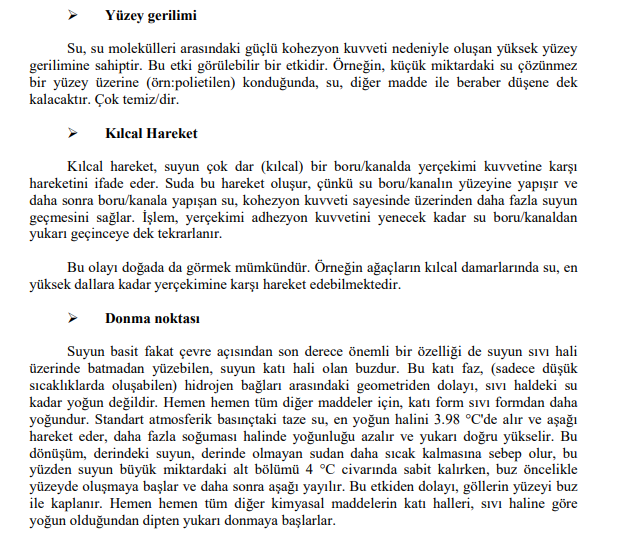 ➢ Yüzey gerilimi
Su, su molekülleri arasındaki güçlü kohezyon kuvveti nedeniyle oluşan yüksek yüzey
gerilimine sahiptir. Bu etki görülebilir bir etkidir. Örneğin, küçük miktardaki su çözünmez
bir yüzey üzerine (örn:polietilen) konduğunda, su, diğer madde ile beraber düşene dek
kalacaktır. Çok temiz/dir.
➢ Kılcal Hareket
Kılcal hareket, suyun çok dar (kılcal) bir boru/kanalda yerçekimi kuvvetine karşı
hareketini ifade eder. Suda bu hareket oluşur, çünkü su boru/kanalın yüzeyine yapışır ve
daha sonra boru/kanala yapışan su, kohezyon kuvveti sayesinde üzerinden daha fazla suyun
geçmesini sağlar. İşlem, yerçekimi adhezyon kuvvetini yenecek kadar su boru/kanaldan
yukarı geçinceye dek tekrarlanır.
Bu olayı doğada da görmek mümkündür. Örneğin ağaçların kılcal damarlarında su, en
yüksek dallara kadar yerçekimine karşı hareket edebilmektedir.
➢ Donma noktası
Suyun basit fakat çevre açısından son derece önemli bir özelliği de suyun sıvı hali
üzerinde batmadan yüzebilen, suyun katı hali olan buzdur. Bu katı faz, (sadece düşük
sıcaklıklarda oluşabilen) hidrojen bağları arasındaki geometriden dolayı, sıvı haldeki su
kadar yoğun değildir. Hemen hemen tüm diğer maddeler için, katı form sıvı formdan daha
yoğundur. Standart atmosferik basınçtaki taze su, en yoğun halini 3.98 °C'de alır ve aşağı
hareket eder, daha fazla soğuması halinde yoğunluğu azalır ve yukarı doğru yükselir. Bu
dönüşüm, derindeki suyun, derinde olmayan sudan daha sıcak kalmasına sebep olur, bu
yüzden suyun büyük miktardaki alt bölümü 4 °C civarında sabit kalırken, buz öncelikle
yüzeyde oluşmaya başlar ve daha sonra aşağı yayılır. Bu etkiden dolayı, göllerin yüzeyi buz
ile kaplanır. Hemen hemen tüm diğer kimyasal maddelerin katı halleri, sıvı haline göre
yoğun olduğundan dipten yukarı donmaya başlarlar.